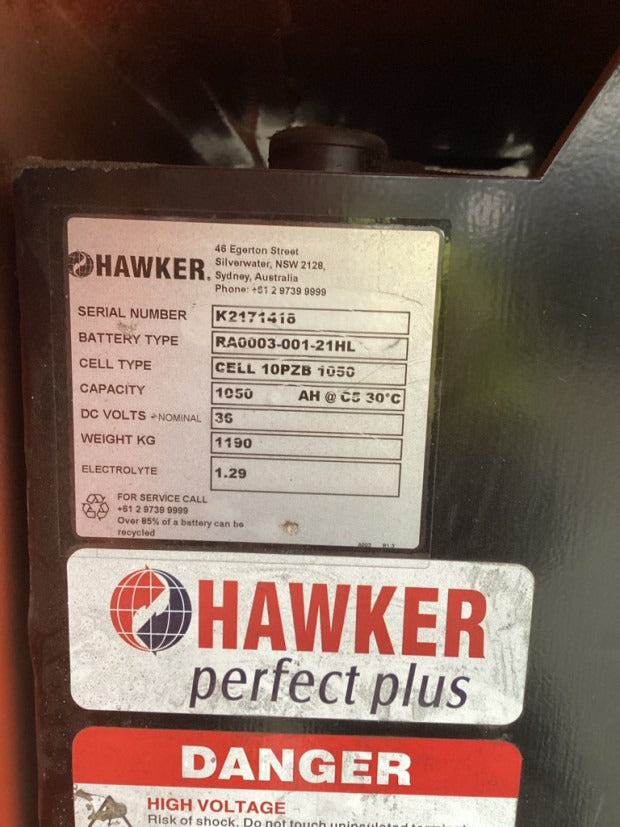 46 Egerton Street
HAWKER.
Silverwater, NSW 2128,
Sydney, Australia
Phone: +61 2 9739 9999
SERIAL NUMBER K2171418
BATTERY TYPE RA0003-001-21HL
CELL TYPE CELL 10PZB 1050
CAPACITY 1050 AH @ C5 30°C
DC VOLTS - NOMINAL 36
WEIGHT KG 1190
ELECTROLYTE 1.29
FOR SERVICE CALL
+61 2 9739 9999
Over 85% of a battery can be
recycled
HAWKER
perfect plus
DANGER
HIGH VOLTAGE
Risk of shock. Do not touch uninsulated